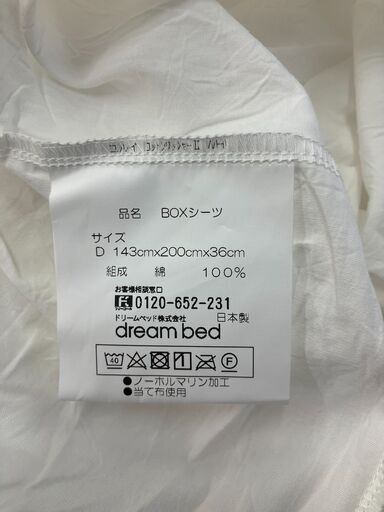 品名 BOXシーツ
サイズ
D 143cmx200cmx36cm
組成 綿 100%
お客様相談窓口
0120-652-231
ドリームベッド株式会社 日本製
dream bed
40
F
●ノーホルマリン加工
●当て布使用